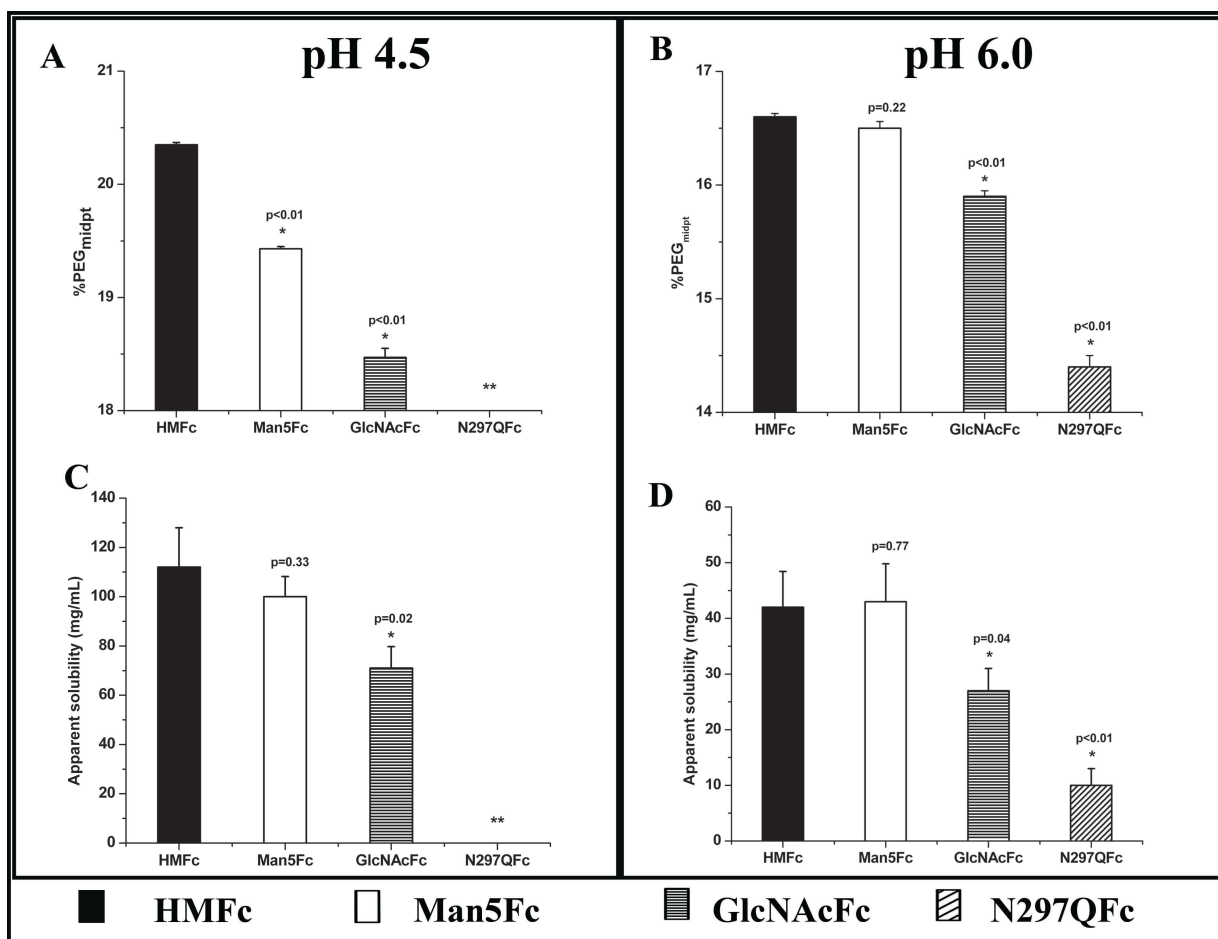 A
pH 4.5
21
20
19
18
%PEGmidpt
p<0.01
*
p<0.01
*
**
HMFc Man5Fc GlcNAcFc N297QFc
B
pH 6.0
17
16
15
14
%PEGmidpt
p=0.22
p<0.01
*
p<0.01
*
HMFc Man5Fc GlcNAcFc N297QFc
C
140
120
100
80
60
40
20
0
Apparent solubility (mg/mL)
p=0.33
p=0.02
*
**
HMFc Man5Fc GlcNAcFc N297QFc
D
60
50
40
30
20
10
0
Apparent solubility (mg/mL)
p=0.77
p=0.04
*
p<0.01
*
HMFc Man5Fc GlcNAcFc N297QFc
HMFc Man5Fc GlcNAcFc N297QFc